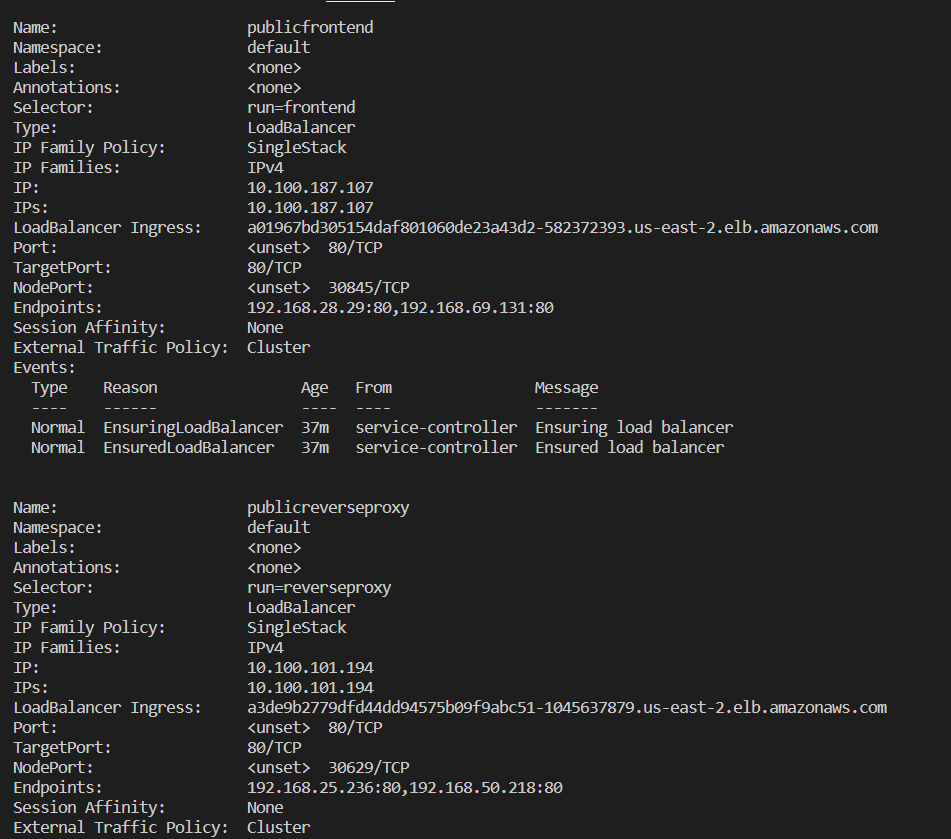 Name: publicfrontend
Namespace: default
Labels: <none>
Annotations: <none>
Selector: run=frontend
Type: LoadBalancer
IP Family Policy: SingleStack
IP Families: IPv4
IP: 10.100.187.107
IPs: 10.100.187.107
LoadBalancer Ingress: a01967bd305154daf801060de23a43d2-582372393.us-east-2.elb.amazonaws.com
Port: <unset> 80/TCP
TargetPort: 80/TCP
NodePort: <unset> 30845/TCP
Endpoints: 192.168.28.29:80,192.168.69.131:80
Session Affinity: None
External Traffic Policy: Cluster
Events:
Type Reason Age From Message
---- ------ ---- ---- -------
Normal EnsuringLoadBalancer 37m service-controller Ensuring load balancer
Normal EnsuredLoadBalancer 37m service-controller Ensured load balancer
Name: publicreverseproxy
Namespace: default
Labels: <none>
Annotations: <none>
Selector: run=reverseproxy
Type: LoadBalancer
IP Family Policy: SingleStack
IP Families: IPv4
IP: 10.100.101.194
IPs: 10.100.101.194
LoadBalancer Ingress: a3de9b2779dfd44dd94575b09f9abc51-1045637879.us-east-2.elb.amazonaws.com
Port: <unset> 80/TCP
TargetPort: 80/TCP
NodePort: <unset> 30629/TCP
Endpoints: 192.168.25.236:80,192.168.50.218:80
Session Affinity: None
External Traffic Policy: Cluster